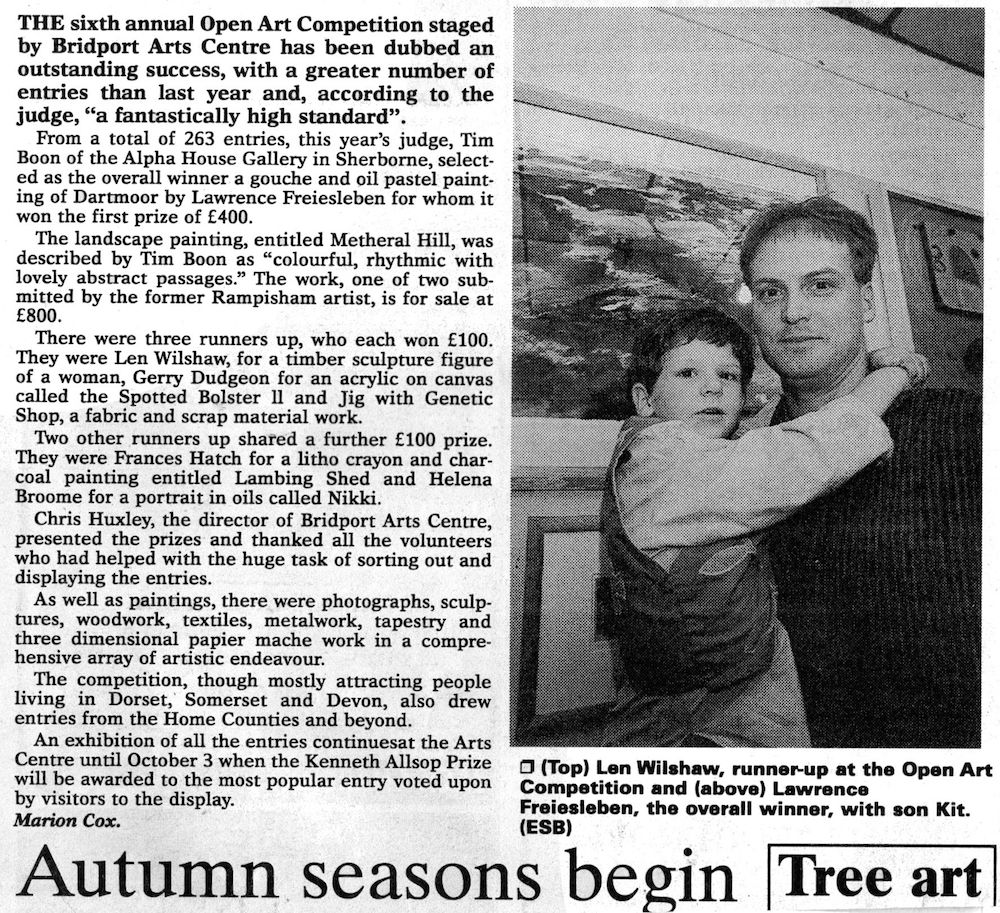 THE sixth annual Open Art Competition staged
by Bridport Arts Centre has been dubbed an
outstanding success, with a greater number of
entries than last year and, according to the
judge, “a fantastically high standard”.
From a total of 263 entries, this year's judge, Tim
Boon of the Alpha House Gallery in Sherborne, select-
ed as the overall winner a gouche and oil pastel paint-
ing of Dartmoor by Lawrence Freiesleben for whom it
won the first prize of £400.
The landscape painting, entitled Metheral Hill, was
described by Tim Boon as “colourful, rhythmic with
lovely abstract passages.” The work, one of two sub-
mitted by the former Rampisham artist, is for sale at
£800.
There were three runners up, who each won £100.
They were Len Wilshaw, for a timber sculpture figure
of a woman, Gerry Dudgeon for an acrylic on canvas
called the Spotted Bolster ll and Jig with Genetic
Shop, a fabric and scrap material work.
Two other runners up shared a further £100 prize.
They were Frances Hatch for a litho crayon and char-
coal painting entitled Lambing Shed and Helena
Broome for a portrait in oils called Nikki.
Chris Huxley, the director of Bridport Arts Centre,
presented the prizes and thanked all the volunteers
who had helped with the huge task of sorting out and
displaying the entries.
As well as paintings, there were photographs, sculp-
tures, woodwork, textiles, metalwork, tapestry and
three dimensional papier mache work in a compre-
hensive array of artistic endeavour.
The competition, though mostly attracting people
living in Dorset, Somerset and Devon, also drew
entries from the Home Counties and beyond.
An exhibition of all the entries continuesat the Arts
Centre until October 3 when the Kenneth Allsop Prize
will be awarded to the most popular entry voted upon
by visitors to the display.
Marion Cox.
❒ (Top) Len Wilshaw, runner-up at the Open Art
Competition and (above) Lawrence
Freiesleben, the overall winner, with son Kit.
(ESB)
Autumn seasons begin
Tree art